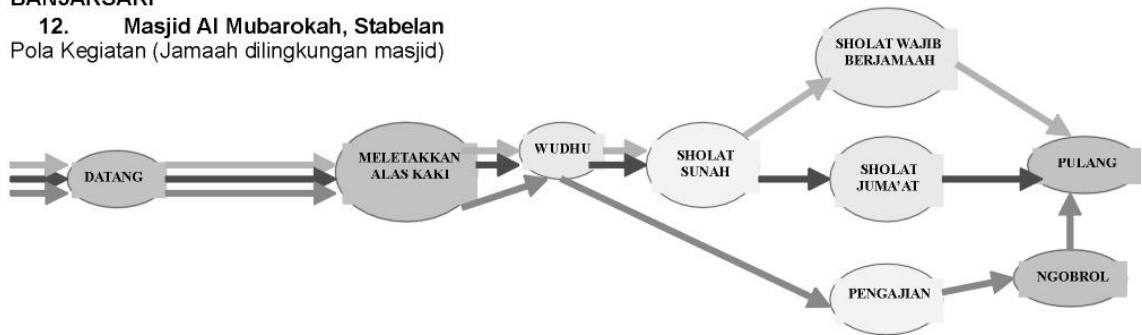 BANJARSARI
12. Masjid Al Mubarokah, Stabelan
Pola Kegiatan (Jamaah dilingkungan masjid)
DATANG
MELETAKKAN
ALAS KAKI
WUDHU
SHOLAT
SUNAH
SHOLAT WAJIB
BERJAMAAH
SHOLAT
JUMA'AT
PENGAJIAN
NGOBROL
PULANG